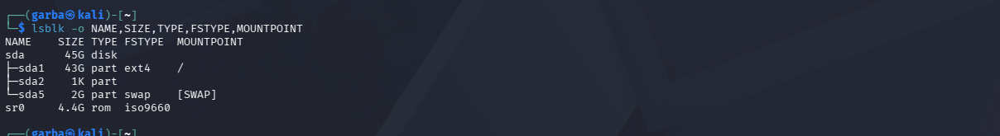 ┌──(garba㉿kali)-[~]
└─$ lsblk -o NAME,SIZE,TYPE,FSTYPE,MOUNTPOINT
NAME    SIZE TYPE FSTYPE  MOUNTPOINT
sda      45G disk
├─sda1   43G part ext4    /
├─sda2    1K part
└─sda5    2G part swap    [SWAP]
sr0     4.4G rom  iso9660
┌──(garba㉿kali)-[~]